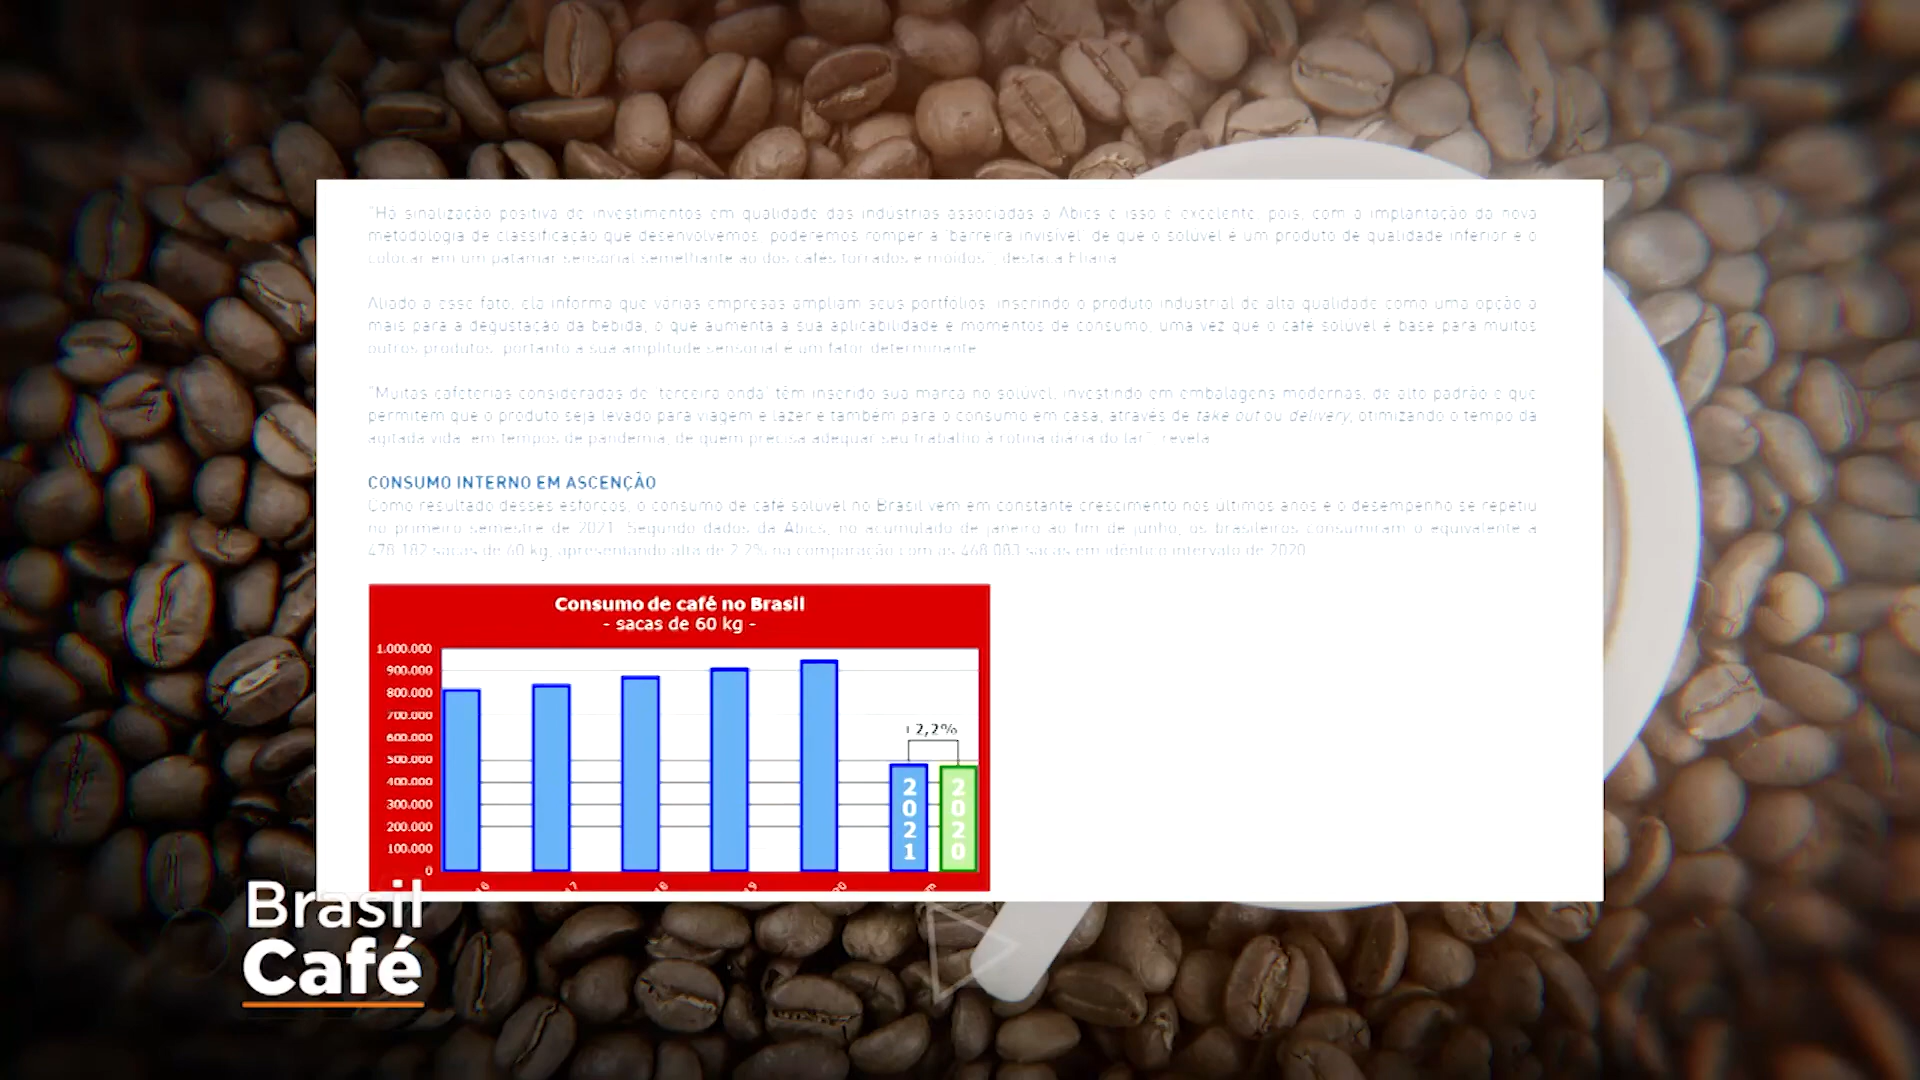 "Há sinalização positiva de investimentos em qualidade das indústrias associadas à Abics e isso é excelente, pois, com a implantação da nova
metodologia de classificação que desenvolvemos, poderemos romper a 'barreira invisível' de que o solúvel é um produto de qualidade inferior e o
colocar em um patamar sensorial semelhante ao dos cafés torrados e moídos", destaca Eliana.
Aliado a esse fato, ela informa que várias empresas ampliam seus portfólios, inserindo o produto industrial de alta qualidade como uma opção a
mais para a degustação da bebida, o que aumenta a sua aplicabilidade e momentos de consumo, uma vez que o café solúvel é base para muitos
outros produtos, portanto a sua amplitude sensorial é um fator determinante.
"Muitas cafeterias consideradas de 'terceira onda' têm inserido sua marca no solúvel, investindo em embalagens modernas, de alto padrão e que
permitem que o produto seja levado para viagem e lazer e também para o consumo em casa, através de take out ou delivery, otimizando o tempo da
agitada vida, em tempos de pandemia, de quem precisa adequar seu trabalho à rotina diária do lar", revela.
CONSUMO INTERNO EM ASCENÇÃO
Como resultado desses esforços, o consumo de café solúvel no Brasil vem em constante crescimento nos últimos anos e o desempenho se repetiu
no primeiro semestre de 2021. Segundo dados da Abics, no acumulado de janeiro ao fim de junho, os brasileiros consumiram o equivalente a
478.182 sacas de 60 kg, apresentando alta de 2,2% na comparação com as 468.083 sacas em idêntico intervalo de 2020.
Consumo de café no Brasil
- sacas de 60 kg -
1.000.000
900.000
800.000
700.000
600.000
500.000
400.000
300.000
200.000
100.000
0
2,2%
2021
2020
Brasil
Café